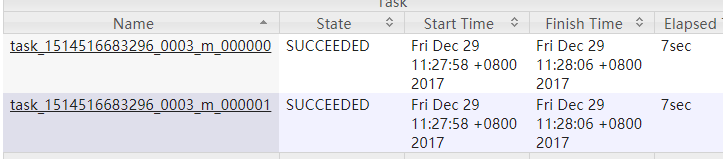 Task
Name State Start Time Finish Time Elapsed T
task_1514516683296_0003_m_000000 SUCCEEDED Fri Dec 29 Fri Dec 29 7sec
11:27:58 +0800 11:28:06 +0800
2017 2017
task_1514516683296_0003_m_000001 SUCCEEDED Fri Dec 29 Fri Dec 29 7sec
11:27:58 +0800 11:28:06 +0800
2017 2017